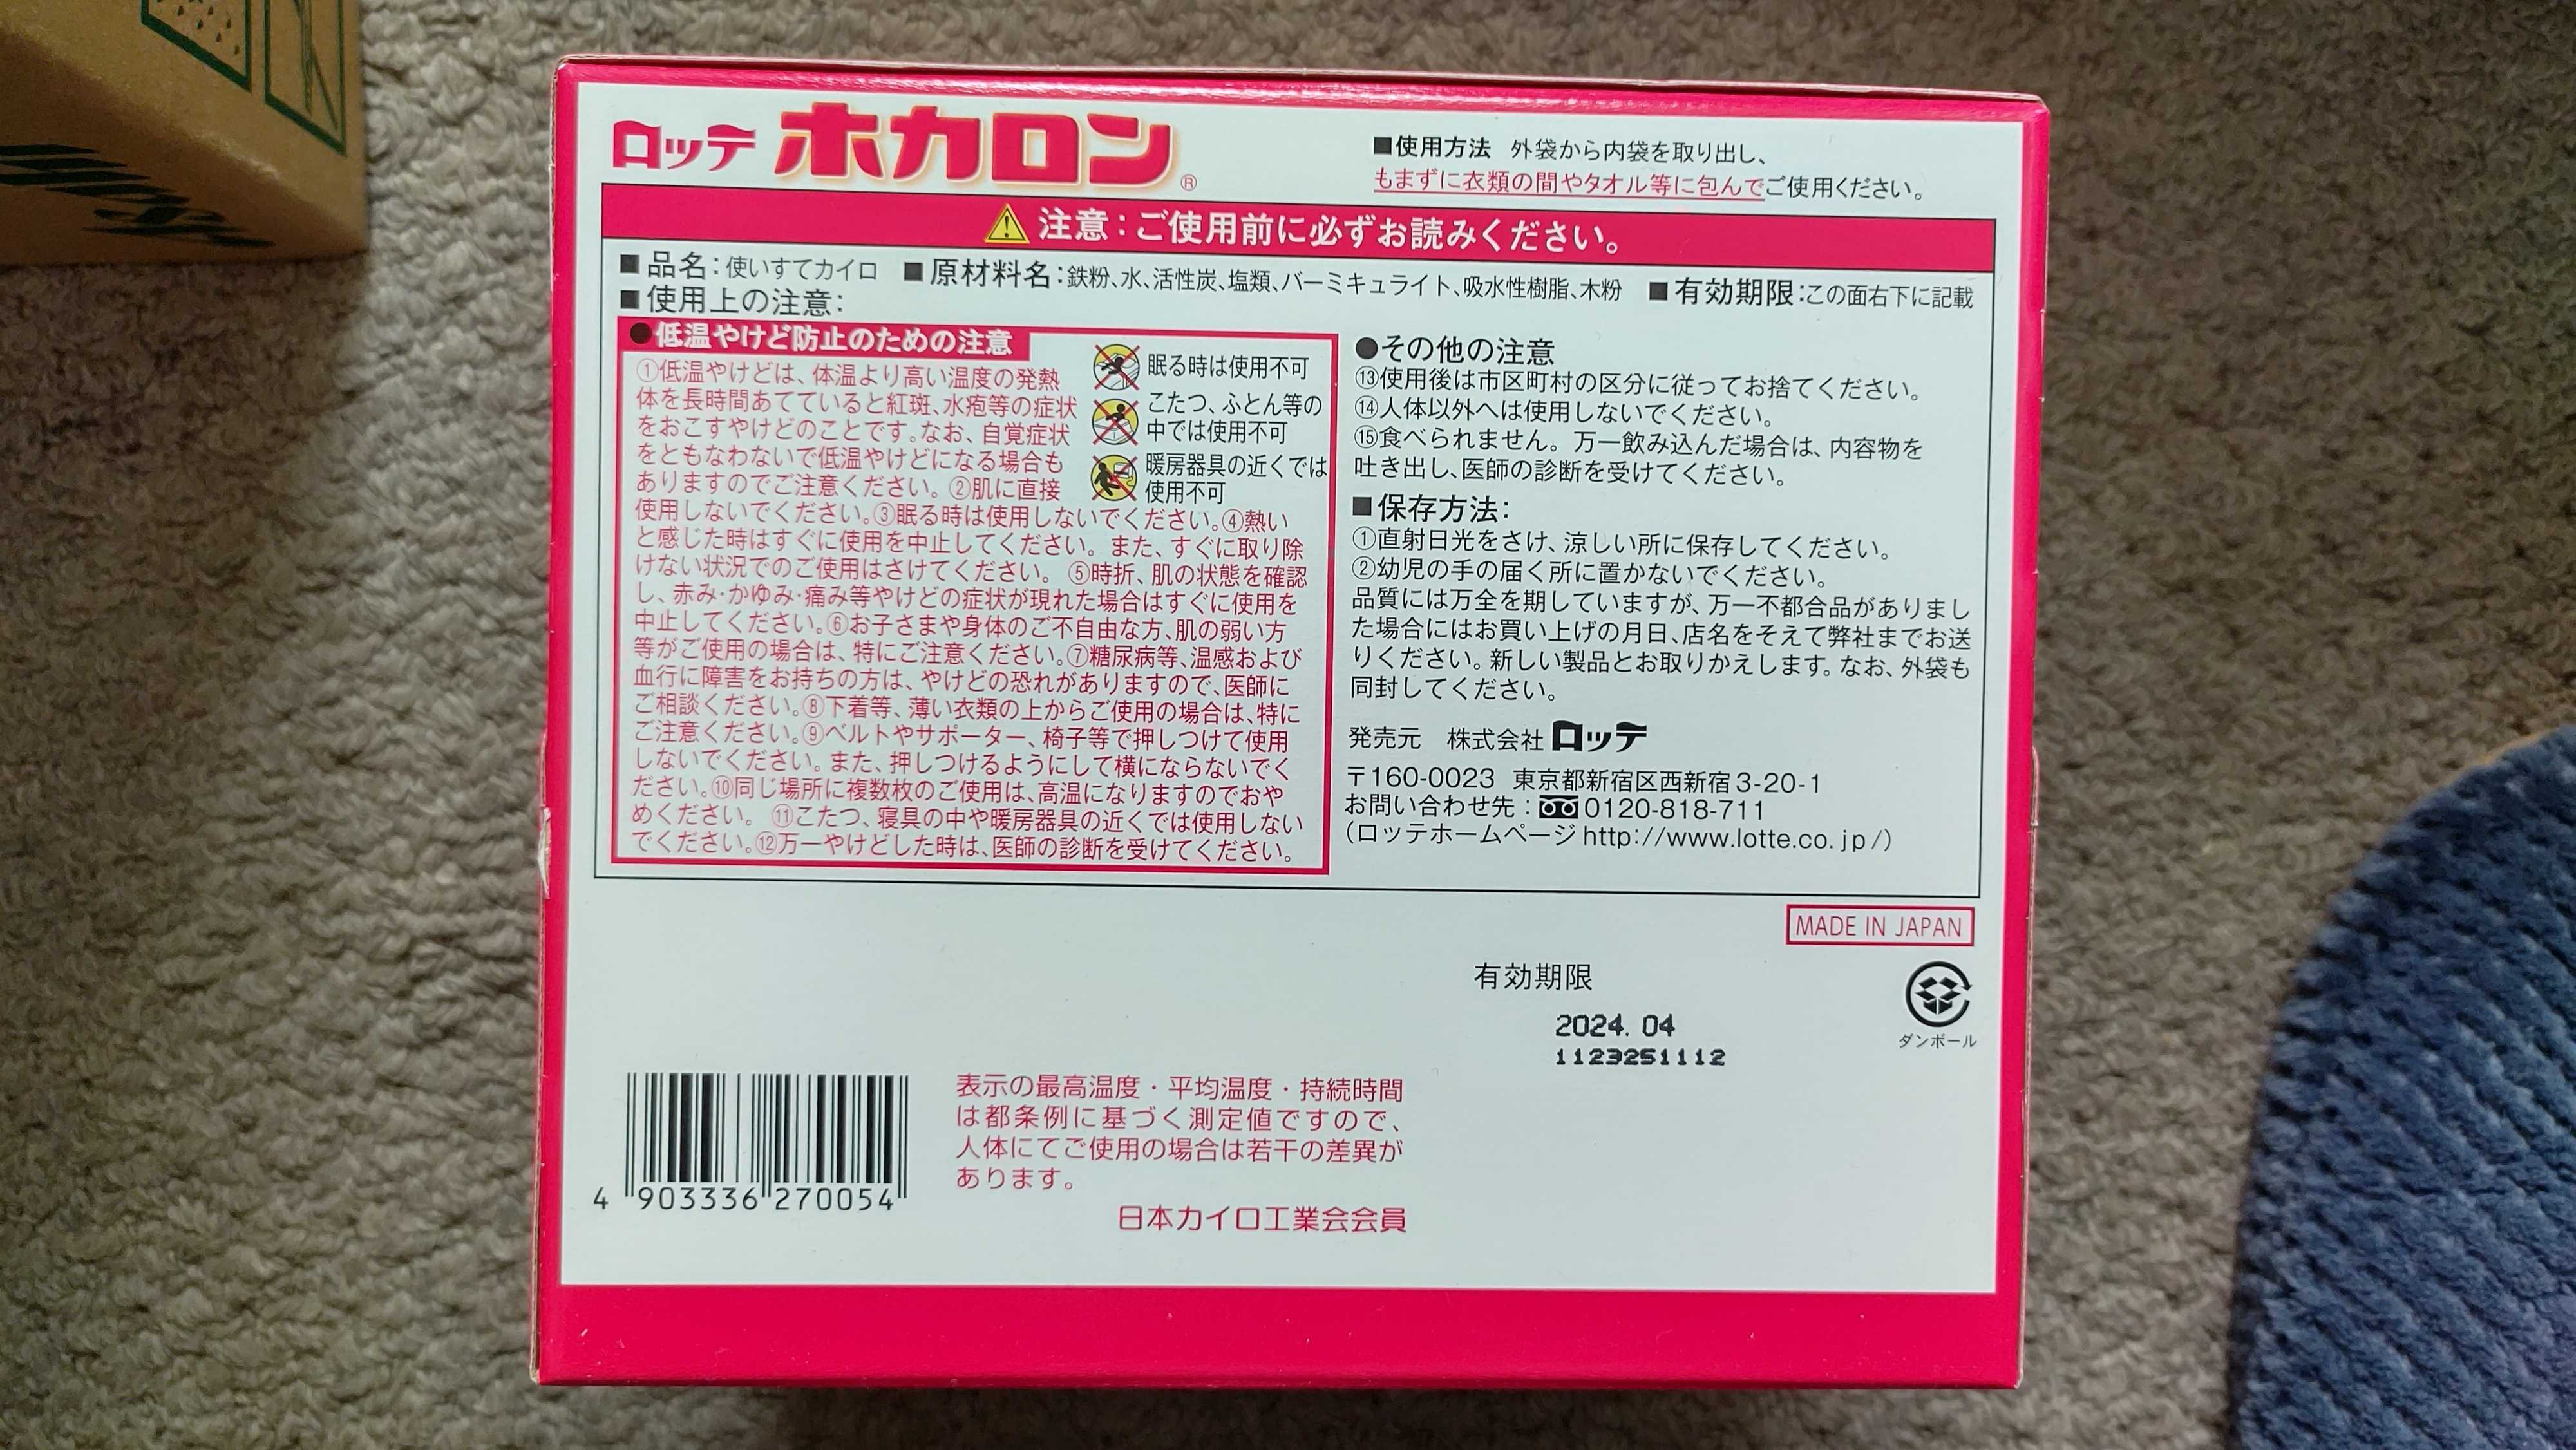 ロッテ ホカロン®
■使用方法 外袋から内袋を取り出し、
もまずに衣類の間やタオル等に包んでご使用ください。
注意：ご使用前に必ずお読みください。
■品名：使いすてカイロ ■原材料名：鉄粉、水、活性炭、塩類、バーミキュライト、吸水性樹脂、木粉 ■有効期限：この面右下に記載
■使用上の注意：
●低温やけど防止のための注意
①低温やけどは、体温より高い温度の発熱
体を長時間あてていると紅斑、水疱等の症状
をおこすやけどのことです。なお、自覚症状
をともなわないで低温やけどになる場合も
ありますのでご注意ください。②肌に直接
使用しないでください。③眠る時は使用しないでください。④熱い
と感じた時はすぐに使用を中止してください。また、すぐに取り除
けない状況でのご使用はさけてください。⑤時折、肌の状態を確認
し、赤み・かゆみ・痛み等やけどの症状が現れた場合はすぐに使用を
中止してください。⑥お子さまや身体のご不自由な方、肌の弱い方
等がご使用の場合は、特にご注意ください。⑦糖尿病等、温感および
血行に障害をお持ちの方は、やけどの恐れがありますので、医師に
ご相談ください。⑧下着等、薄い衣類の上からご使用の場合は、特に
ご注意ください。⑨ベルトやサポーター、椅子等で押しつけて使用
しないでください。また、押しつけるようにして横にならないでく
ださい。⑩同じ場所に複数枚のご使用は、高温になりますのでおや
めください。⑪こたつ、寝具の中や暖房器具の近くでは使用しない
でください。⑫万一やけどした時は、医師の診断を受けてください。
眠る時は使用不可
こたつ、ふとん等の
中では使用不可
暖房器具の近くでは
使用不可
●その他の注意
⑬使用後は市区町村の区分に従ってお捨てください。
⑭人体以外へは使用しないでください。
⑮食べられません。万一飲み込んだ場合は、内容物を
吐き出し、医師の診断を受けてください。
■保存方法：
①直射日光をさけ、涼しい所に保存してください。
②幼児の手の届く所に置かないでください。
品質には万全を期していますが、万一不都合品がありまし
た場合にはお買い上げの月日、店名をそえて弊社までお送
りください。新しい製品とお取りかえします。なお、外袋も
同封してください。
発売元 株式会社 ロッテ
〒160-0023 東京都新宿区西新宿3-20-1
お問い合わせ先：0120-818-711
（ロッテホームページ http://www.lotte.co.jp/）
MADE IN JAPAN
有効期限
2024.04
1123251112
ダンボール
4 903336 270054
表示の最高温度・平均温度・持続時間
は都条例に基づく測定値ですので、
人体にてご使用の場合は若干の差異が
あります。
日本カイロ工業会会員